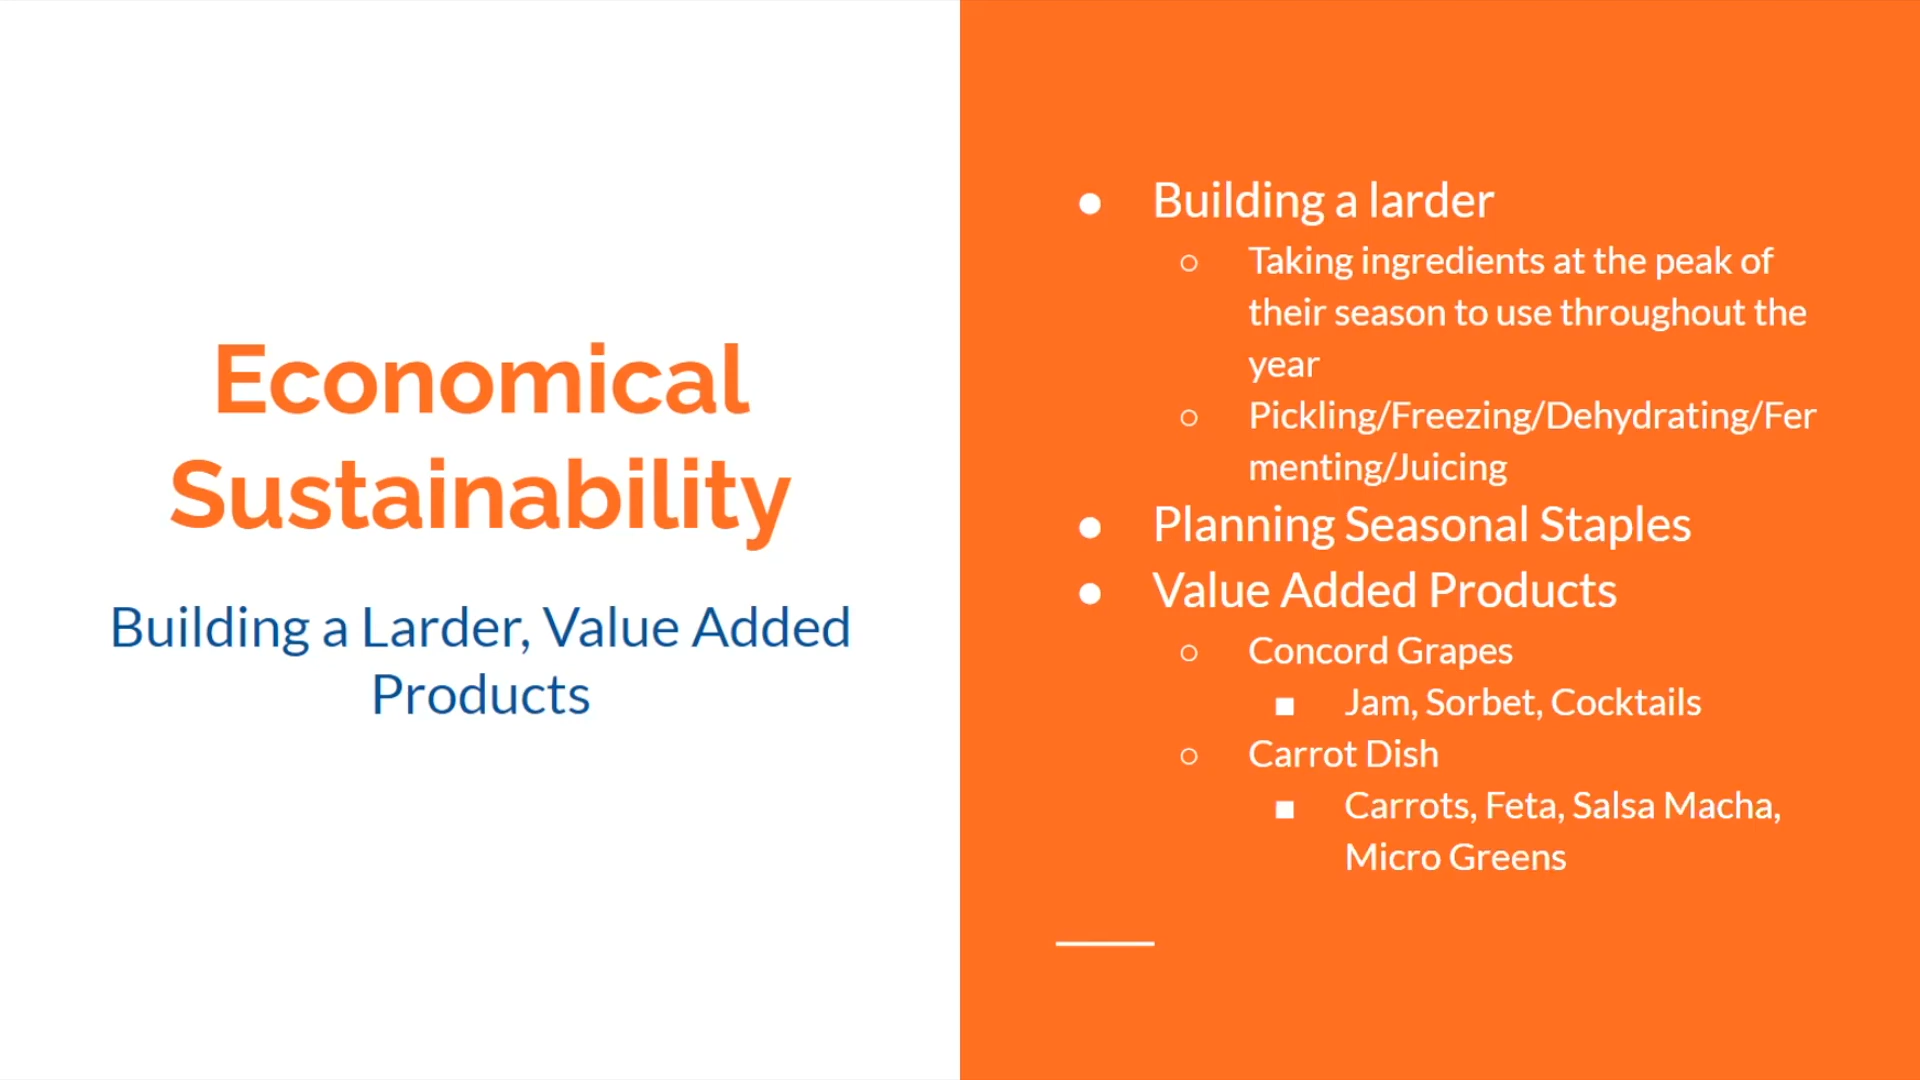 Economical
Sustainability
Building a Larder, Value Added
Products
● Building a larder
○ Taking ingredients at the peak of
their season to use throughout the
year
○ Pickling/Freezing/Dehydrating/Fer
menting/Juicing
● Planning Seasonal Staples
● Value Added Products
○ Concord Grapes
■ Jam, Sorbet, Cocktails
○ Carrot Dish
■ Carrots, Feta, Salsa Macha,
Micro Greens